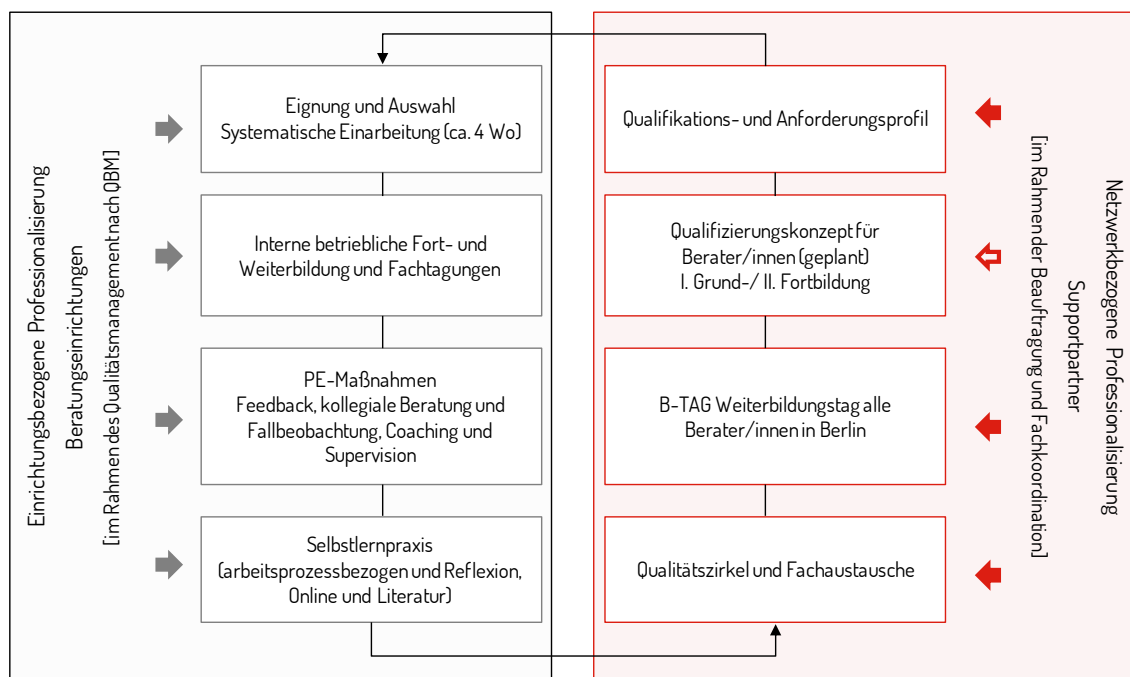 Einrichtungsbezogene Professionalisierung
Beratungseinrichtungen
[im Rahmen des Qualitätsmanagement nach QBM]
Eignung und Auswahl
Systematische Einarbeitung (ca. 4 Wo)
Interne betriebliche Fort- und
Weiterbildung und Fachtagungen
PE-Maßnahmen
Feedback, kollegiale Beratung und
Fallbeobachtung, Coaching und
Supervision
Selbstlernpraxis
(arbeitsprozessbezogen und Reflexion,
Online und Literatur)
Qualifikations- und Anforderungsprofil
Qualifizierungskonzept für
Berater/innen (geplant)
I. Grund-/ II. Fortbildung
B-TAG Weiterbildungstag alle
Berater/innen in Berlin
Qualitätszirkel und Fachaustausche
Netzwerkbezogene Professionalisierung
Supportpartner
[im Rahmen der Beauftragung und Fachkoordination]